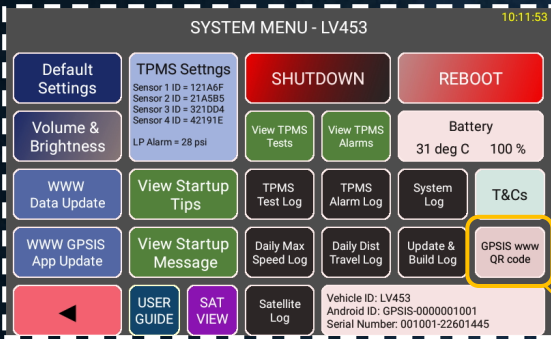 10:11:53
SYSTEM MENU - LV453
Default
Settings
TPMS Settngs
Sensor 1 ID = 121A6F
Sensor 2 ID = 21A5B5
Sensor 3 ID = 321DD4
Sensor 4 ID = 42191E
LP Alarm = 28 psi
SHUTDOWN
REBOOT
Volume &
Brightness
View TPMS
Tests
View TPMS
Alarms
Battery
31 deg C 100 %
WWW
Data Update
View Startup
Tips
TPMS
Test Log
TPMS
Alarm Log
System
Log
T&Cs
WWW GPSIS
App Update
View Startup
Message
Daily Max
Speed Log
Daily Dist
Travel Log
Update &
Build Log
GPSIS www
QR code
USER
GUIDE
SAT
VIEW
Satellite
Log
Vehicle ID: LV453
Android ID: GPSIS-0000001001
Serial Number: 001001-22601445